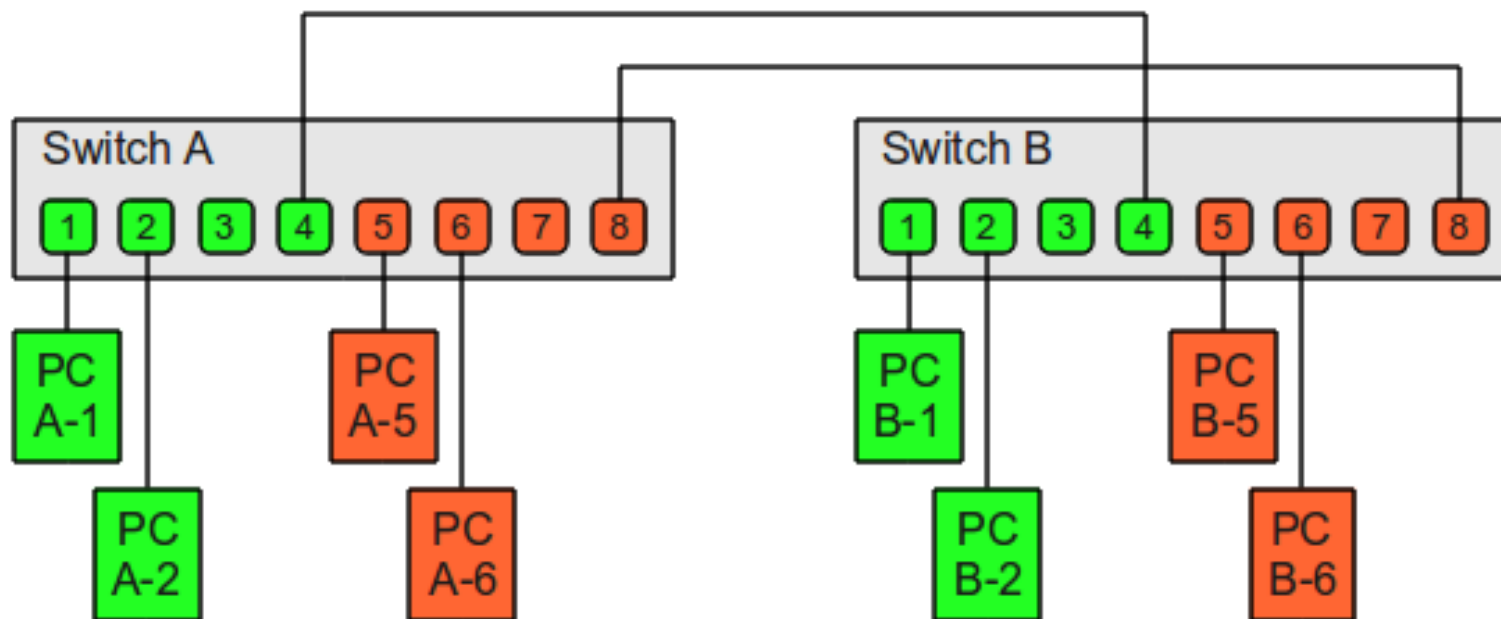 Switch A
1 2 3 4 5 6 7 8
Switch B
1 2 3 4 5 6 7 8
PC
A-1
PC
A-5
PC
B-1
PC
B-5
PC
A-2
PC
A-6
PC
B-2
PC
B-6